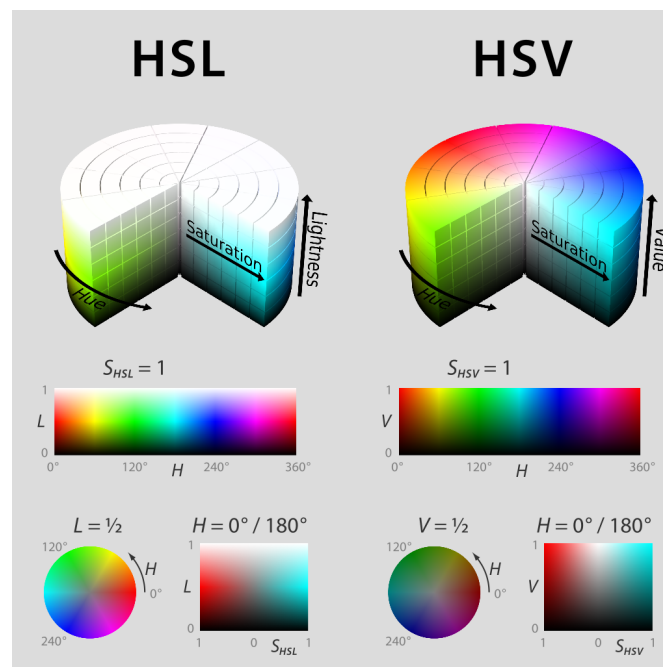 HSL
HSV
Saturation
Lightness
Hue
Saturation
Value
Hue
S_HSL = 1
S_HSV = 1
1
L
0
0° 120° 240° 360°
H
1
V
0
0° 120° 240° 360°
H
L = ½
H = 0° / 180°
V = ½
H = 0° / 180°
120°
H
0°
240°
1
L
0
1 0 S_HSL 1
120°
H
0°
240°
1
V
0
1 0 S_HSV 1